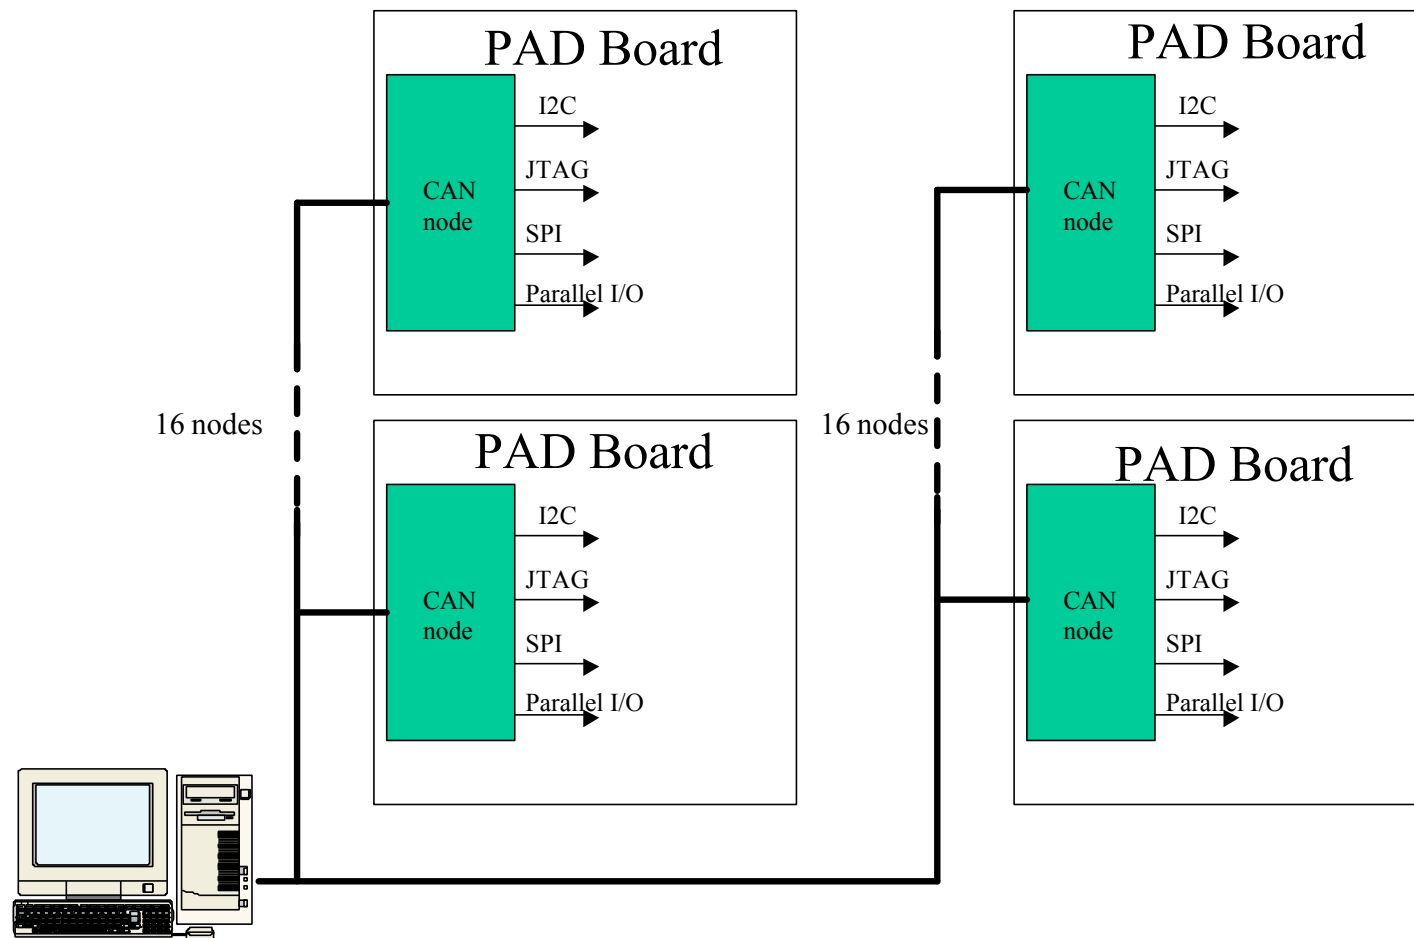 PAD Board
I2C
JTAG
CAN
node
SPI
Parallel I/O
PAD Board
I2C
JTAG
CAN
node
SPI
Parallel I/O
16 nodes
16 nodes
PAD Board
I2C
JTAG
CAN
node
SPI
Parallel I/O
PAD Board
I2C
JTAG
CAN
node
SPI
Parallel I/O